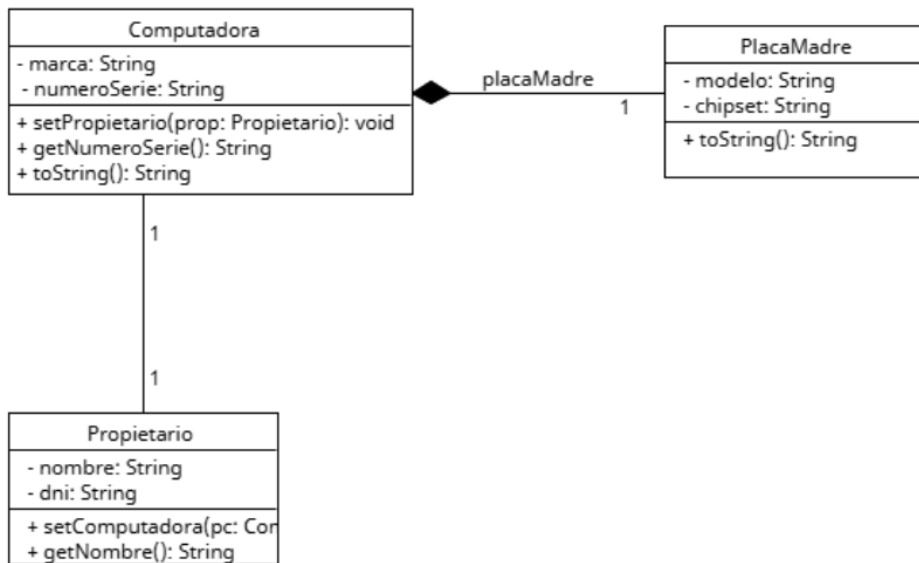 Computadora
- marca: String
- numeroSerie: String
+ setPropietario(prop: Propietario): void
+ getNumeroSerie(): String
+ toString(): String
placaMadre
1
PlacaMadre
- modelo: String
- chipset: String
+ toString(): String
1
1
Propietario
- nombre: String
- dni: String
+ setComputadora(pc: Cor
+ getNombre(): String